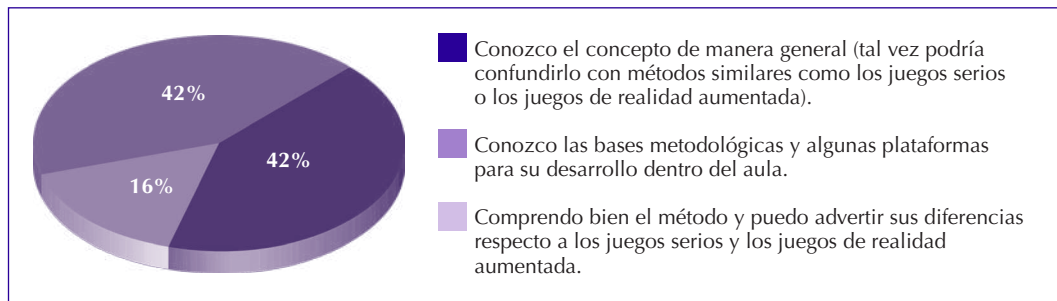 42%
42%
16%
Conozco el concepto de manera general (tal vez podría
confundirlo con métodos similares como los juegos serios
o los juegos de realidad aumentada).
Conozco las bases metodológicas y algunas plataformas
para su desarrollo dentro del aula.
Comprendo bien el método y puedo advertir sus diferencias
respecto a los juegos serios y los juegos de realidad
aumentada.